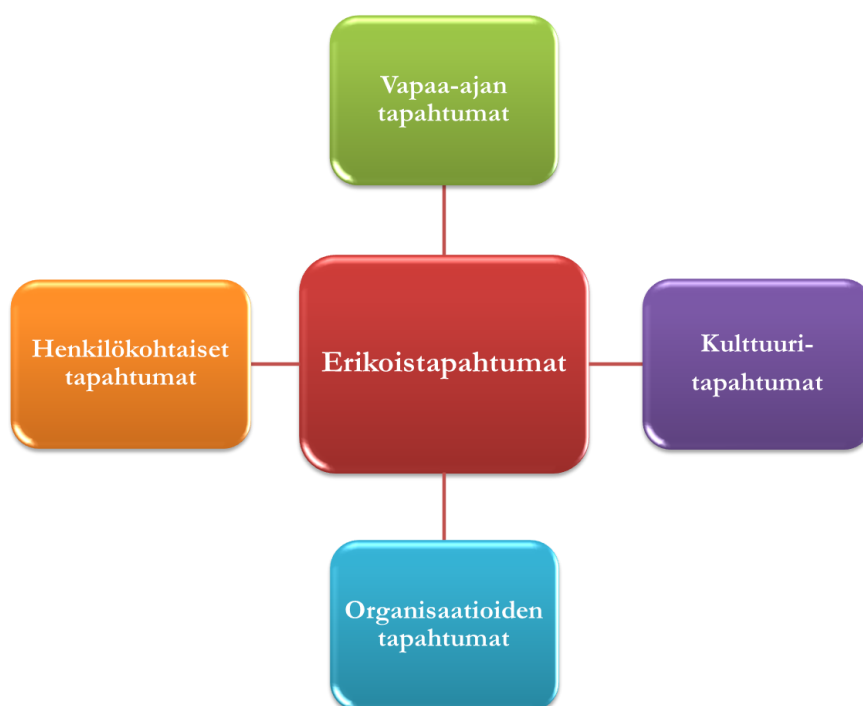 Vapaa-ajan
tapahtumat
Henkilökohtaiset
tapahtumat
Erikoistapahtumat
Kulttuuri-
tapahtumat
Organisaatioiden
tapahtumat